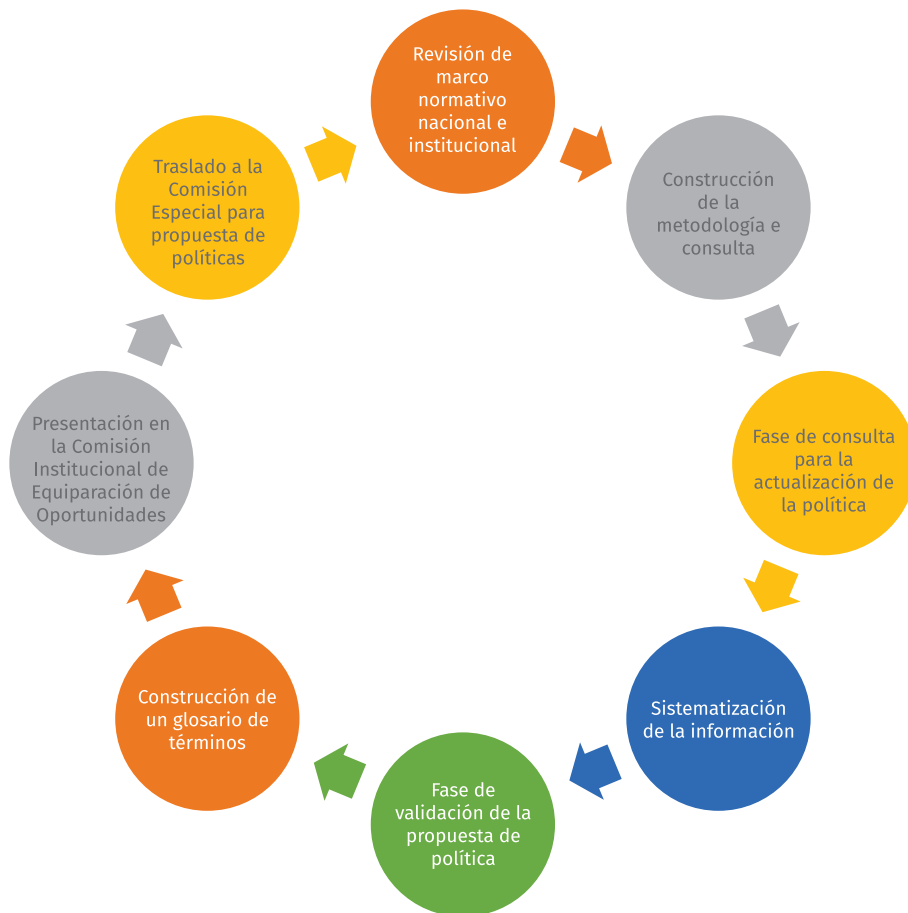 Revisión de
marco
normativo
nacional e
institucional
Construcción
de la
metodología e
consulta
Fase de consulta
para la
actualización de
la política
Sistematización
de la información
Fase de
validación de la
propuesta de
política
Construcción de
un glosario de
términos
Presentación en
la Comisión
Institucional de
Equiparación de
Oportunidades
Traslado a la
Comisión
Especial para
propuesta de
políticas